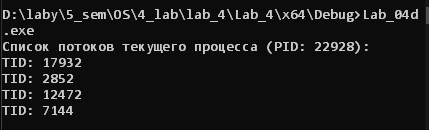 D:\laby\5_sem\OS\4_lab\lab_4\Lab_4\x64\Debug>Lab_04d
.exe
Список потоков текущего процесса (PID: 22928):
TID: 17932
TID: 2852
TID: 12472
TID: 7144